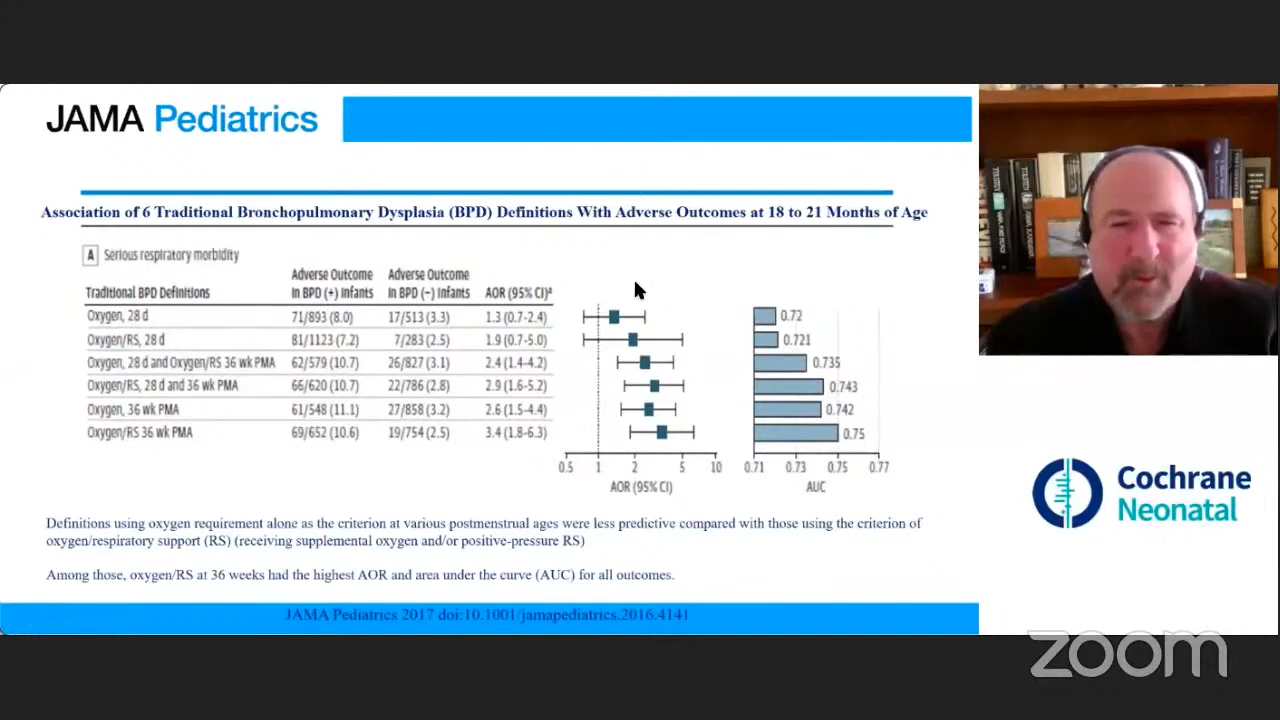 JAMA Pediatrics
Association of 6 Traditional Bronchopulmonary Dysplasia (BPD) Definitions With Adverse Outcomes at 18 to 21 Months of Age
A Serious respiratory morbidity
Traditional BPD Definitions Adverse Outcome in BPD (+) Infants Adverse Outcome in BPD (−) Infants AOR (95% CI)ᵃ
Oxygen, 28 d 71/893 (8.0) 17/513 (3.3) 1.3 (0.7-2.4) 0.72
Oxygen/RS, 28 d 81/1123 (7.2) 7/283 (2.5) 1.9 (0.7-5.0) 0.721
Oxygen, 28 d and Oxygen/RS 36 wk PMA 62/579 (10.7) 26/827 (3.1) 2.4 (1.4-4.2) 0.735
Oxygen/RS, 28 d and 36 wk PMA 66/620 (10.7) 22/786 (2.8) 2.9 (1.6-5.2) 0.743
Oxygen, 36 wk PMA 61/548 (11.1) 27/858 (3.2) 2.6 (1.5-4.4) 0.742
Oxygen/RS 36 wk PMA 69/652 (10.6) 19/754 (2.5) 3.4 (1.8-6.3) 0.75
0.5 1 2 5 10 0.71 0.73 0.75 0.77
AOR (95% CI) AUC
Definitions using oxygen requirement alone as the criterion at various postmenstrual ages were less predictive compared with those using the criterion of
oxygen/respiratory support (RS) (receiving supplemental oxygen and/or positive-pressure RS)
Among those, oxygen/RS at 36 weeks had the highest AOR and area under the curve (AUC) for all outcomes.
JAMA Pediatrics 2017 doi:10.1001/jamapediatrics.2016.4141
Cochrane
Neonatal
zoom